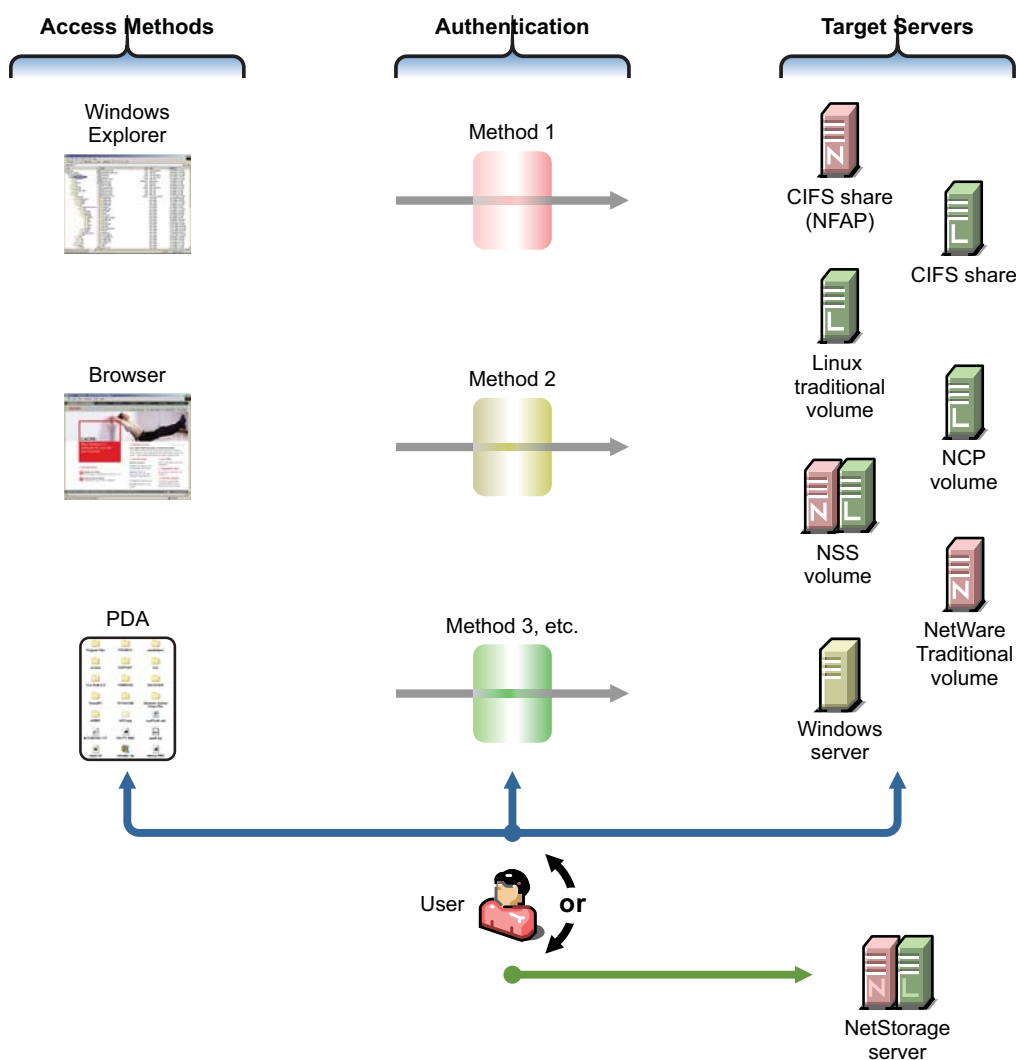 Access Methods
Authentication
Target Servers
Windows
Explorer
Method 1
N
CIFS share
(NFAP)
L
CIFS share
L
Linux
traditional
volume
Browser
Method 2
L
NCP
volume
N L
NSS
volume
N
NetWare
Traditional
volume
PDA
Method 3, etc.
Windows
server
User
or
N L
NetStorage
server